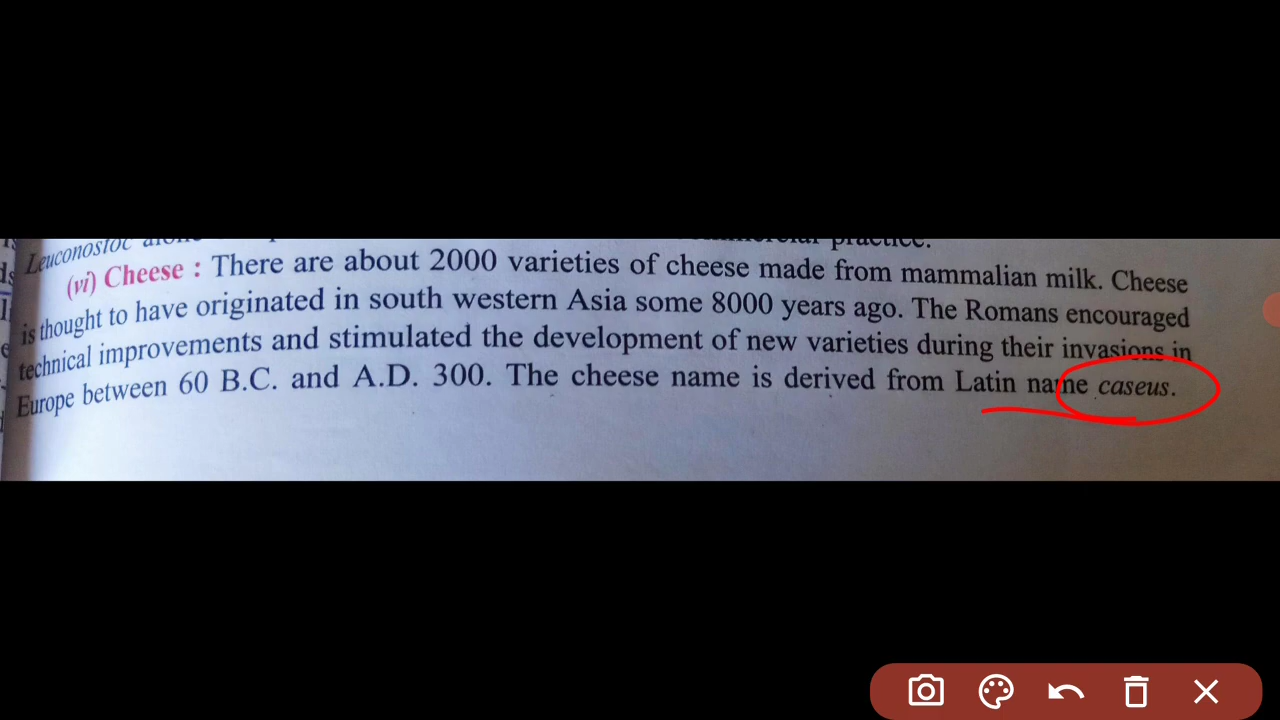 Leuconostoc
practice.
(vi) Cheese : There are about 2000 varieties of cheese made from mammalian milk. Cheese
is thought to have originated in south western Asia some 8000 years ago. The Romans encouraged
technical improvements and stimulated the development of new varieties during their invasions in
Europe between 60 B.C. and A.D. 300. The cheese name is derived from Latin name caseus.